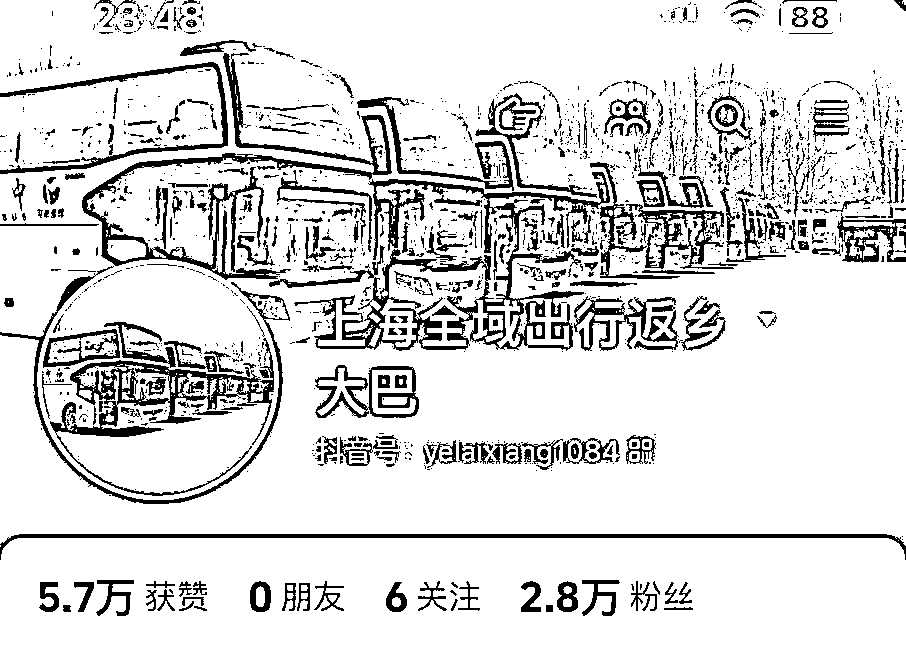 23:48
88
中
上海全域出行返乡
大巴
抖音号：yelaixiang1084
5.7万 获赞 0 朋友 6 关注 2.8万 粉丝